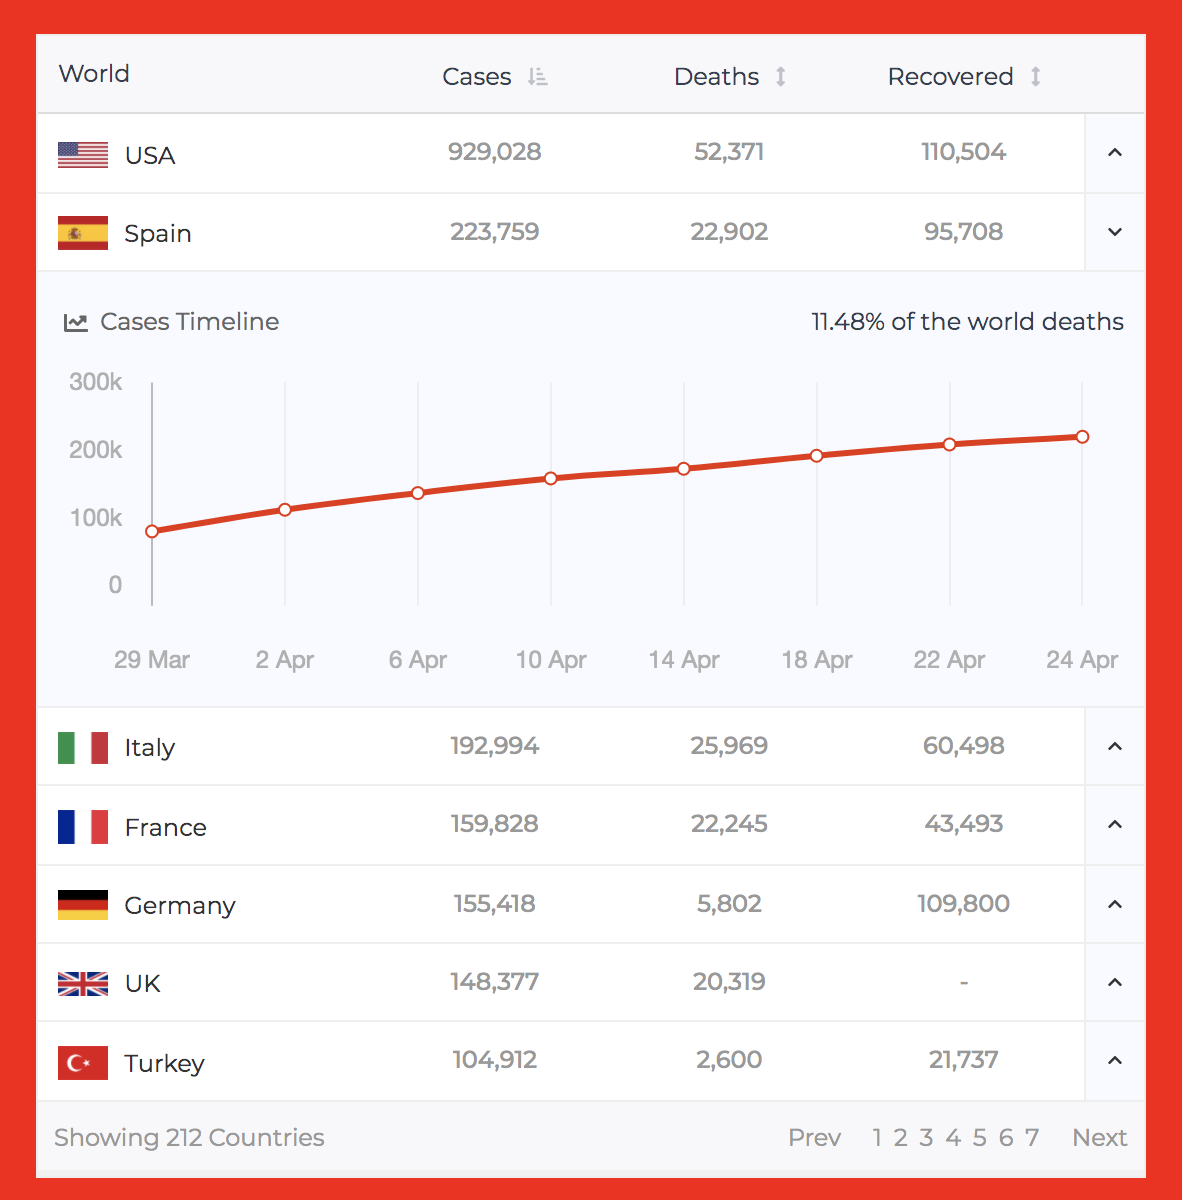 World Cases Deaths Recovered
USA 929,028 52,371 110,504
Spain 223,759 22,902 95,708
Cases Timeline 11.48% of the world deaths
300k
200k
100k
0
29 Mar 2 Apr 6 Apr 10 Apr 14 Apr 18 Apr 22 Apr 24 Apr
Italy 192,994 25,969 60,498
France 159,828 22,245 43,493
Germany 155,418 5,802 109,800
UK 148,377 20,319 -
Turkey 104,912 2,600 21,737
Showing 212 Countries Prev 1 2 3 4 5 6 7 Next